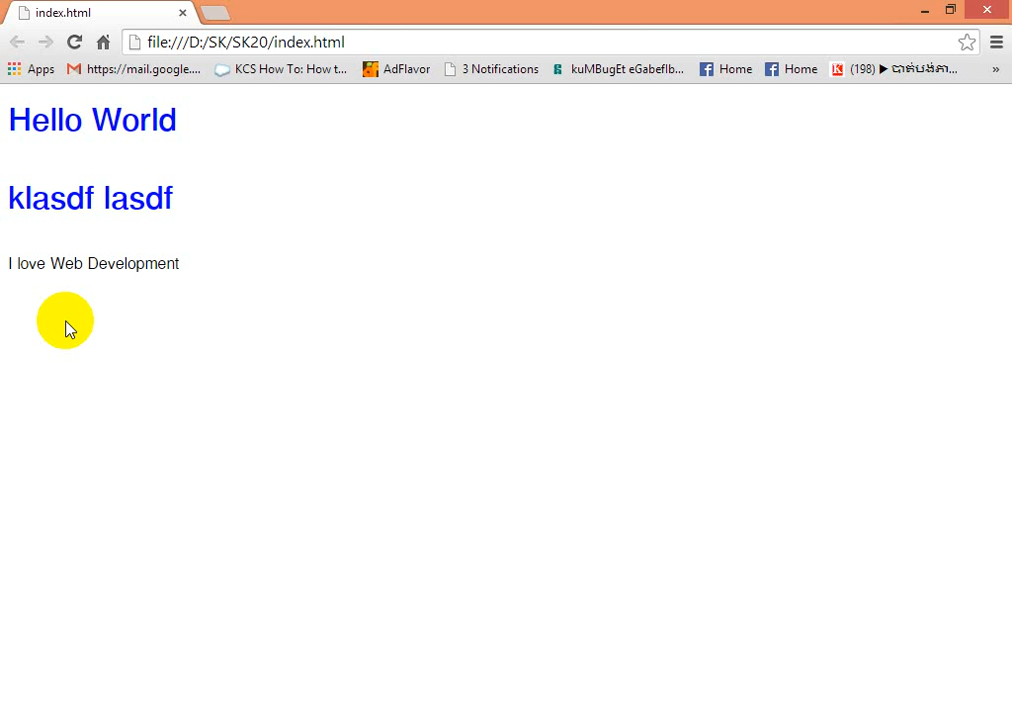 index.html
file:///D:/SK/SK20/index.html
Apps https://mail.google.... KCS How To: How t... AdFlavor 3 Notifications kuMBugEt eGabeflb... Home Home (198) ▶ បាត់បង់ភា... »
Hello World
klasdf lasdf
I love Web Development